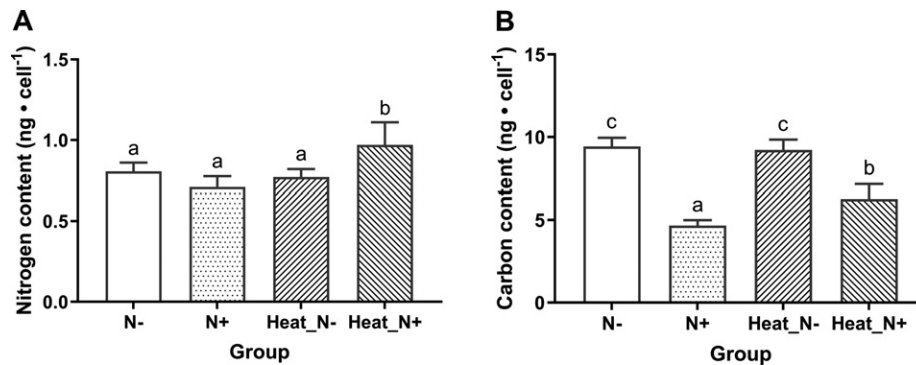 A
Nitrogen content (ng • cell⁻¹)
1.5
1.0
0.5
0.0
a
a
a
b
N-
N+
Heat_N-
Heat_N+
Group
B
Carbon content (ng • cell⁻¹)
15
10
5
0
c
a
c
b
N-
N+
Heat_N-
Heat_N+
Group